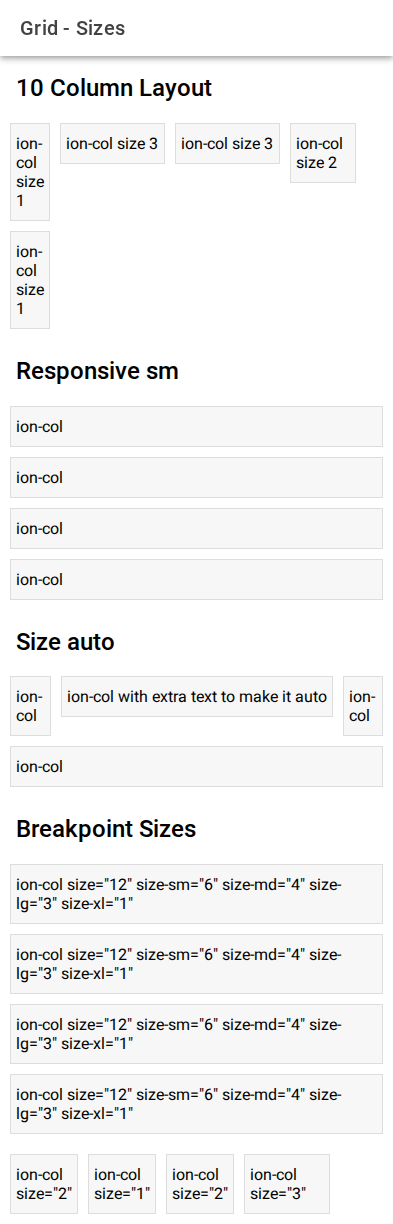 Grid - Sizes
10 Column Layout
ion-
col
size
1
ion-col size 3
ion-col size 3
ion-col
size 2
ion-
col
size
1
Responsive sm
ion-col
ion-col
ion-col
ion-col
Size auto
ion-
col
ion-col with extra text to make it auto
ion-
col
ion-col
Breakpoint Sizes
ion-col size="12" size-sm="6" size-md="4" size-
lg="3" size-xl="1"
ion-col size="12" size-sm="6" size-md="4" size-
lg="3" size-xl="1"
ion-col size="12" size-sm="6" size-md="4" size-
lg="3" size-xl="1"
ion-col size="12" size-sm="6" size-md="4" size-
lg="3" size-xl="1"
ion-col
size="2"
ion-col
size="1"
ion-col
size="2"
ion-col
size="3"